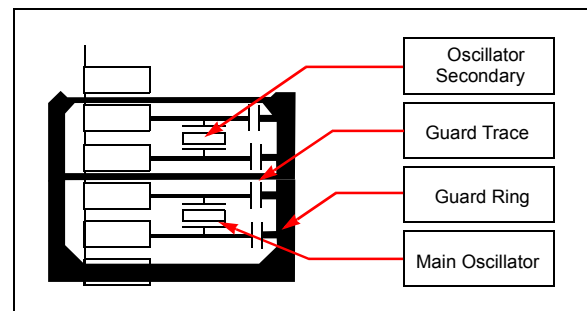 Oscillator
Secondary
Guard Trace
Guard Ring
Main Oscillator